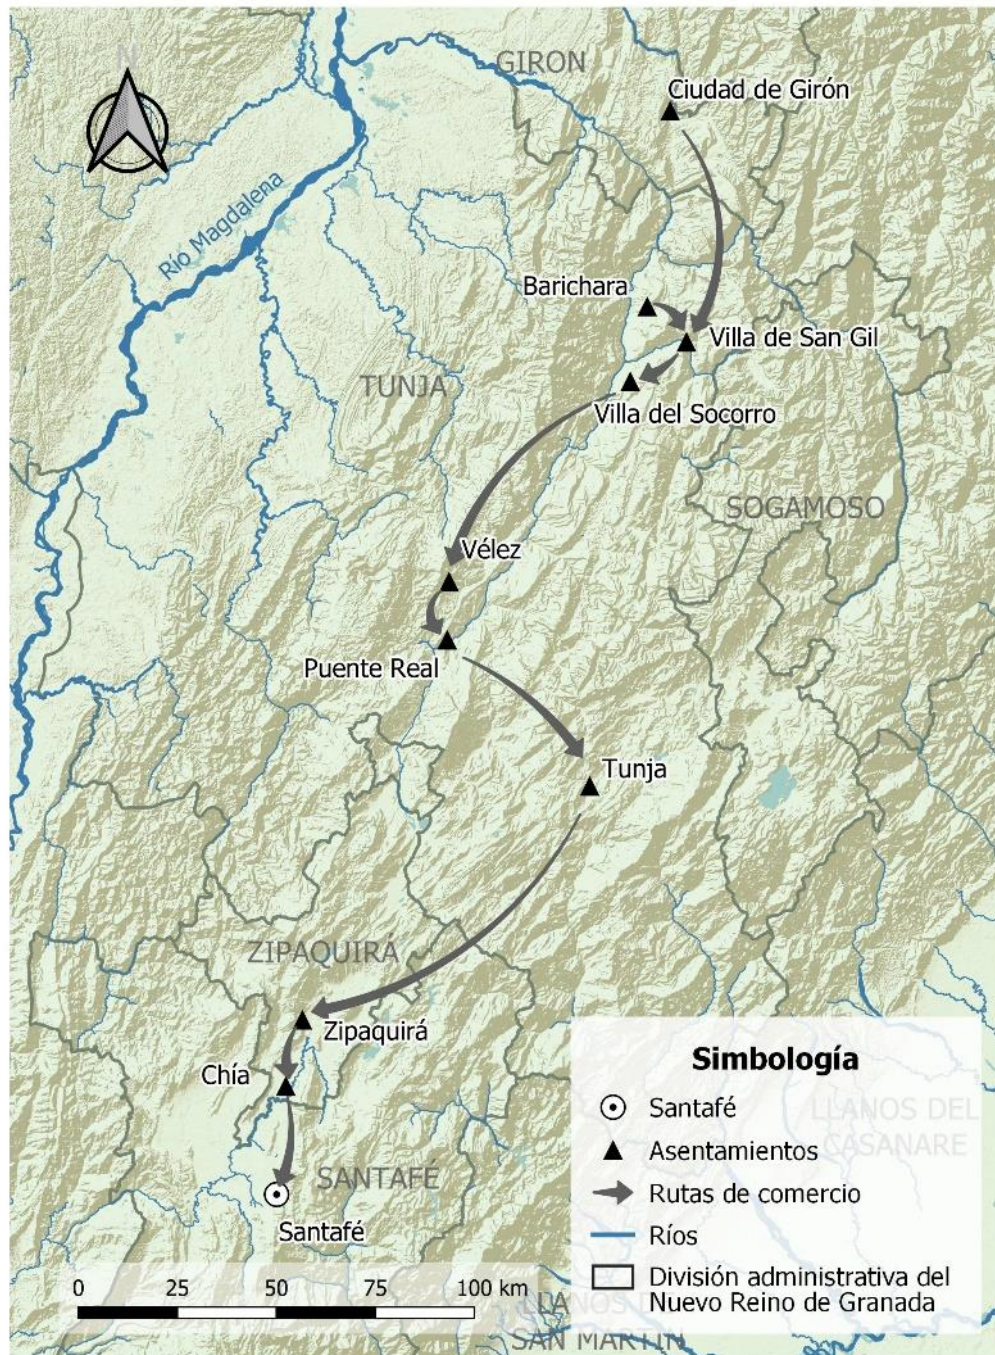 N
GIRON
Ciudad de Girón
Río Magdalena
Barichara
Villa de San Gil
TUNJA
Villa del Socorro
SOGAMOSO
Vélez
Puente Real
Tunja
ZIPAQUIRÁ
Zipaquirá
Chía
SANTAFÉ
Santafé
Simbología
Santafé
Asentamientos
Rutas de comercio
Ríos
División administrativa del
Nuevo Reino de Granada
LLANOS DEL
CASANARE
0 25 50 75 100 km
SAN MARTIN